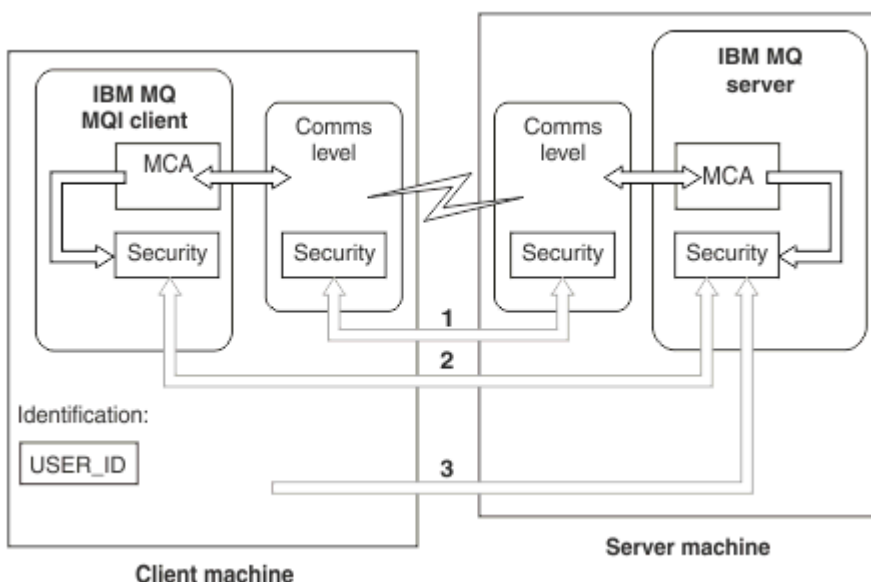 IBM MQ
MQI client
MCA
Security
Comms
level
Security
Comms
level
Security
IBM MQ
server
MCA
Security
1
2
3
Identification:
USER_ID
Client machine
Server machine